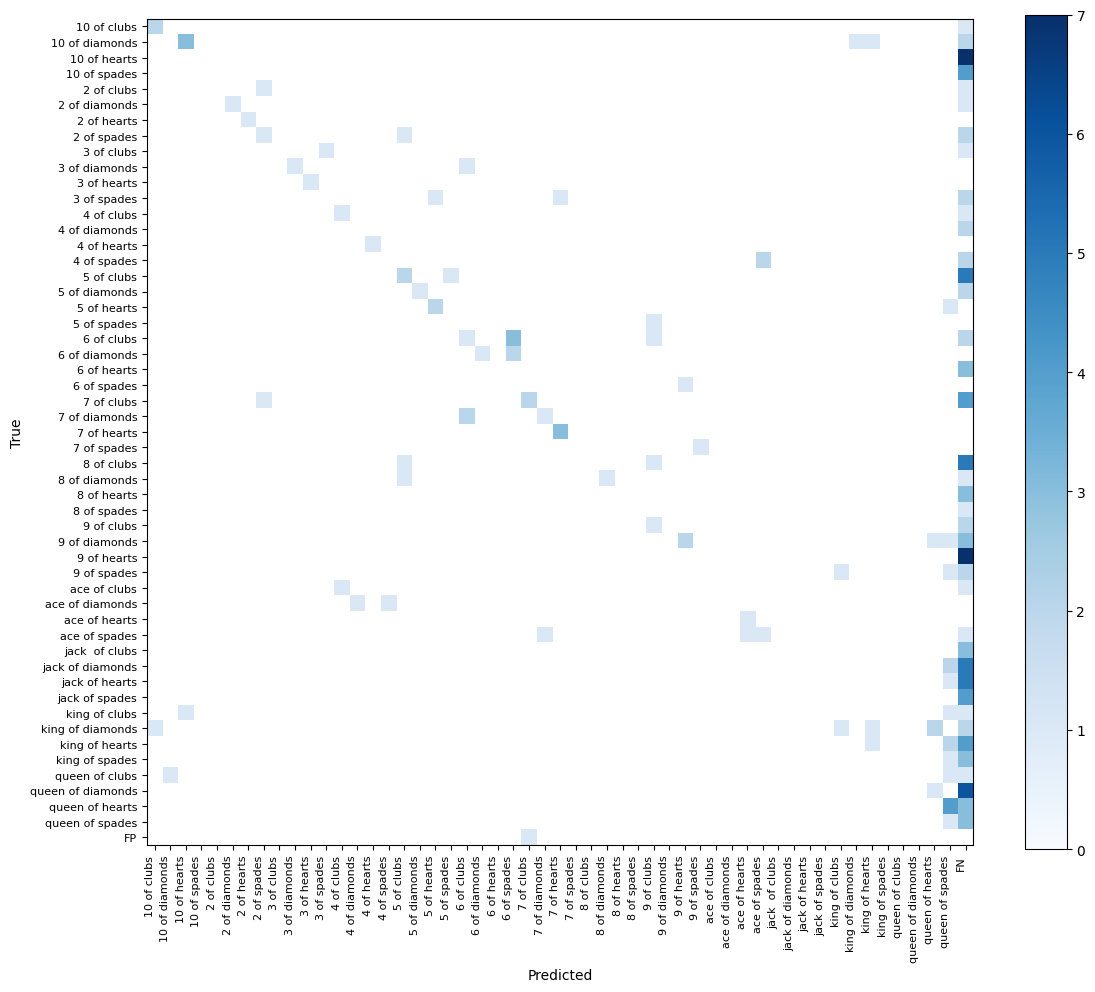 10 of clubs
10 of diamonds
10 of hearts
10 of spades
2 of clubs
2 of diamonds
2 of hearts
2 of spades
3 of clubs
3 of diamonds
3 of hearts
3 of spades
4 of clubs
4 of diamonds
4 of hearts
4 of spades
5 of clubs
5 of diamonds
5 of hearts
5 of spades
6 of clubs
6 of diamonds
6 of hearts
6 of spades
7 of clubs
7 of diamonds
7 of hearts
7 of spades
8 of clubs
8 of diamonds
8 of hearts
8 of spades
9 of clubs
9 of diamonds
9 of hearts
9 of spades
ace of clubs
ace of diamonds
ace of hearts
ace of spades
jack  of clubs
jack of diamonds
jack of hearts
jack of spades
king of clubs
king of diamonds
king of hearts
king of spades
queen of clubs
queen of diamonds
queen of hearts
queen of spades
FP
True
10 of clubs
10 of diamonds
10 of hearts
10 of spades
2 of clubs
2 of diamonds
2 of hearts
2 of spades
3 of clubs
3 of diamonds
3 of hearts
3 of spades
4 of clubs
4 of diamonds
4 of hearts
4 of spades
5 of clubs
5 of diamonds
5 of hearts
5 of spades
6 of clubs
6 of diamonds
6 of hearts
6 of spades
7 of clubs
7 of diamonds
7 of hearts
7 of spades
8 of clubs
8 of diamonds
8 of hearts
8 of spades
9 of clubs
9 of diamonds
9 of hearts
9 of spades
ace of clubs
ace of diamonds
ace of hearts
ace of spades
jack  of clubs
jack of diamonds
jack of hearts
jack of spades
king of clubs
king of diamonds
king of hearts
king of spades
queen of clubs
queen of diamonds
queen of hearts
queen of spades
FN
Predicted
7
6
5
4
3
2
1
0